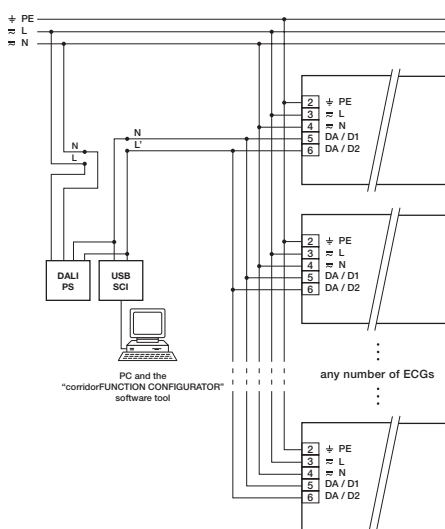 ⏚ PE
≂ L
≂ N
2 ⏚ PE
3 ≂ L
4 ≂ N
5 DA / D1
6 DA / D2
N
L
N
L'
2 ⏚ PE
3 ≂ L
4 ≂ N
5 DA / D1
6 DA / D2
DALI
PS
USB
SCI
PC and the
“corridorFUNCTION CONFIGURATOR”
software tool
any number of ECGs
2 ⏚ PE
3 ≂ L
4 ≂ N
5 DA / D1
6 DA / D2